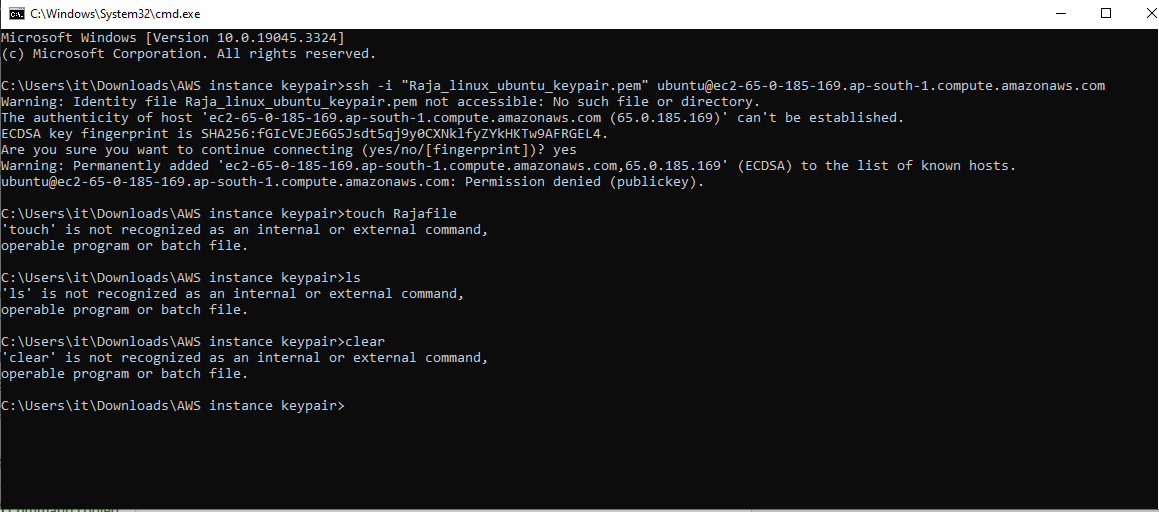 C:\Windows\System32\cmd.exe
Microsoft Windows [Version 10.0.19045.3324]
(c) Microsoft Corporation. All rights reserved.
C:\Users\it\Downloads\AWS instance keypair>ssh -i "Raja_linux_ubuntu_keypair.pem" ubuntu@ec2-65-0-185-169.ap-south-1.compute.amazonaws.com
Warning: Identity file Raja_linux_ubuntu_keypair.pem not accessible: No such file or directory.
The authenticity of host 'ec2-65-0-185-169.ap-south-1.compute.amazonaws.com (65.0.185.169)' can't be established.
ECDSA key fingerprint is SHA256:fGIcVEJE6G5Jsdt5qj9y0CXNklfyZYkHKTw9AFRGEL4.
Are you sure you want to continue connecting (yes/no/[fingerprint])? yes
Warning: Permanently added 'ec2-65-0-185-169.ap-south-1.compute.amazonaws.com,65.0.185.169' (ECDSA) to the list of known hosts.
ubuntu@ec2-65-0-185-169.ap-south-1.compute.amazonaws.com: Permission denied (publickey).
C:\Users\it\Downloads\AWS instance keypair>touch Rajafile
'touch' is not recognized as an internal or external command,
operable program or batch file.
C:\Users\it\Downloads\AWS instance keypair>ls
'ls' is not recognized as an internal or external command,
operable program or batch file.
C:\Users\it\Downloads\AWS instance keypair>clear
'clear' is not recognized as an internal or external command,
operable program or batch file.
C:\Users\it\Downloads\AWS instance keypair>